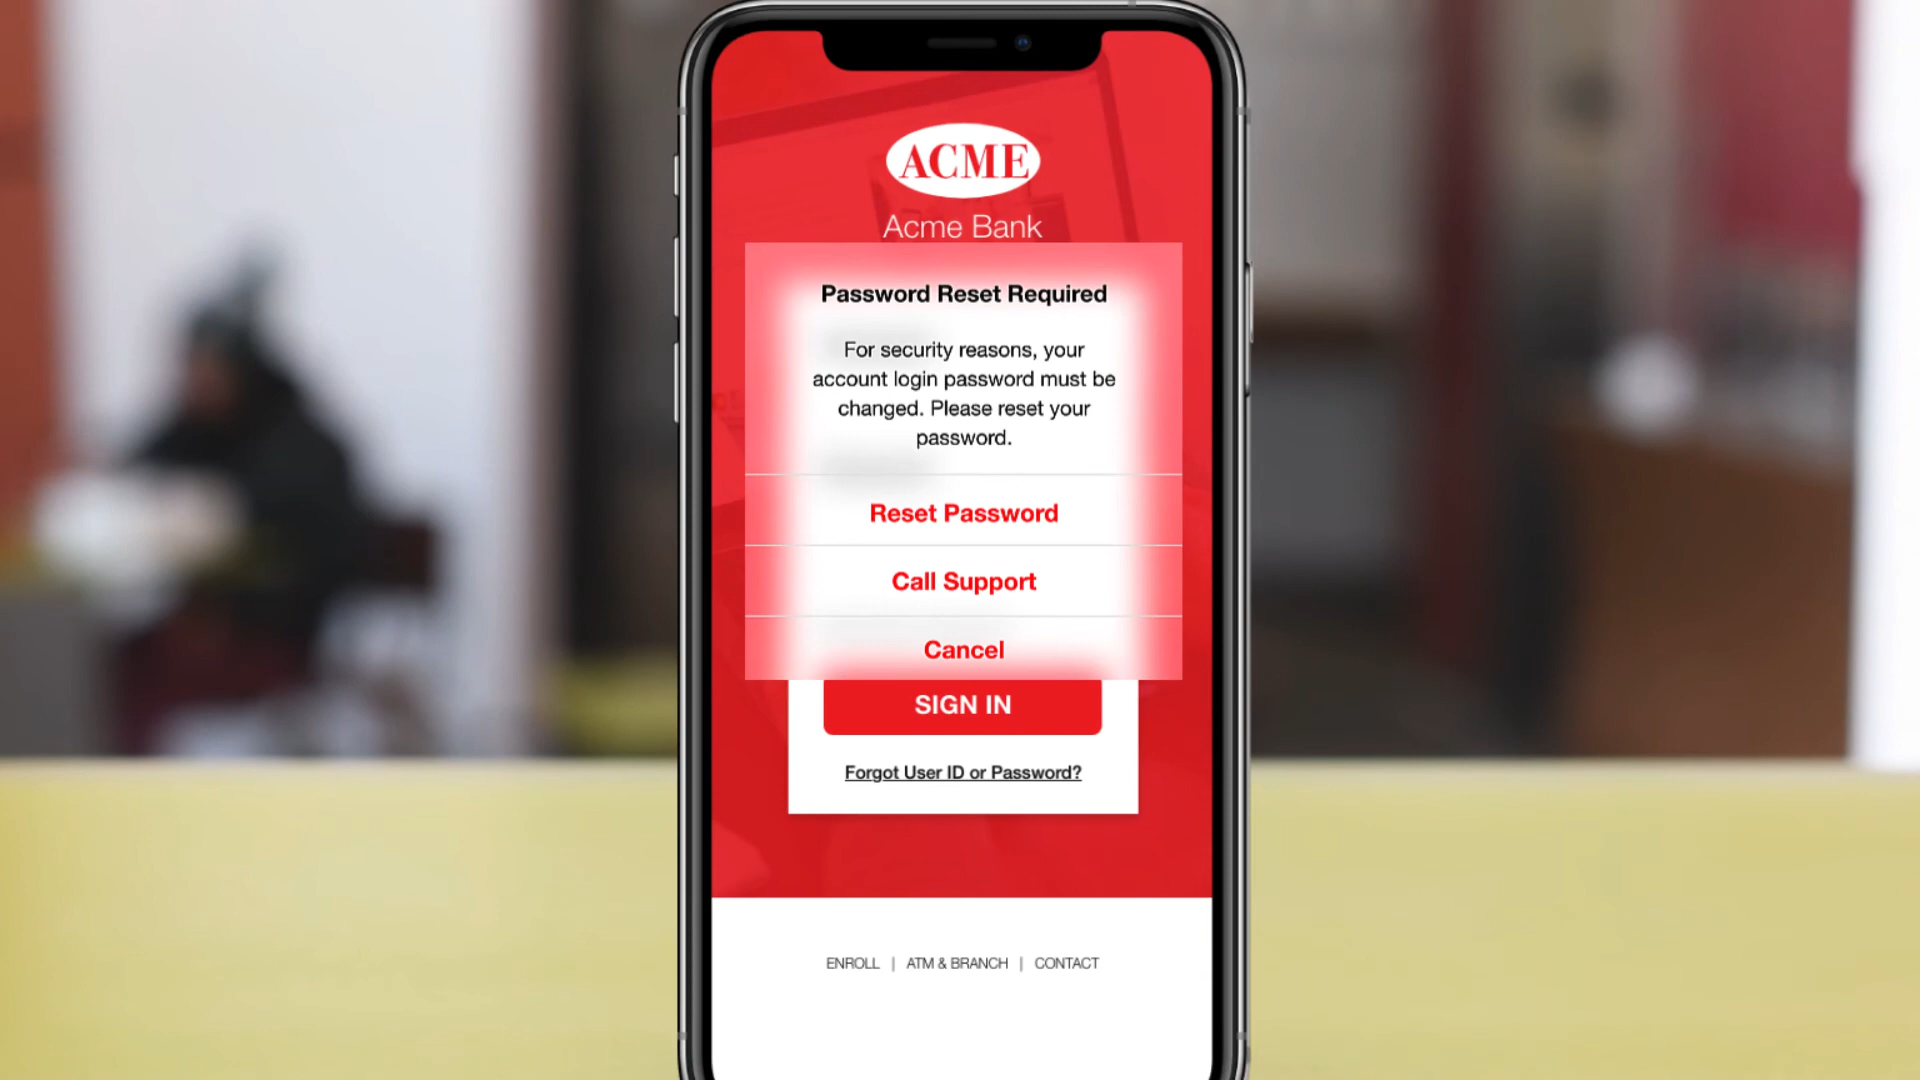 ACME
Acme Bank
Password Reset Required
For security reasons, your
account login password must be
changed. Please reset your
password.
Reset Password
Call Support
Cancel
SIGN IN
Forgot User ID or Password?
ENROLL | ATM & BRANCH | CONTACT